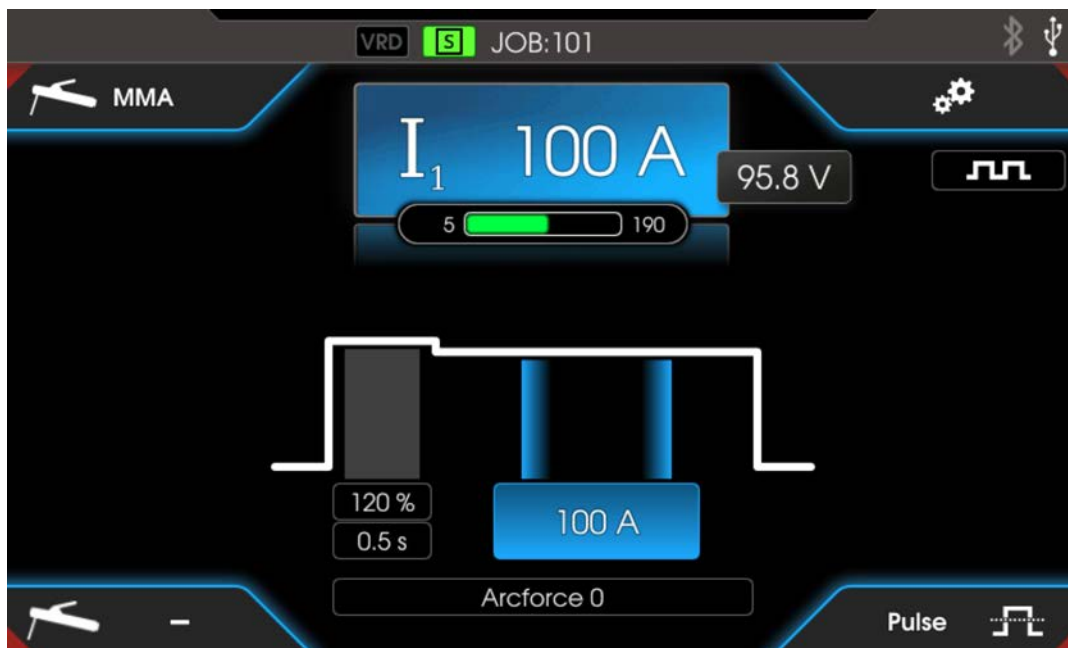 VRD S JOB:101
MMA
I1 100 A
95.8 V
5 190
120 %
0.5 s
100 A
Arcforce 0
–
Pulse